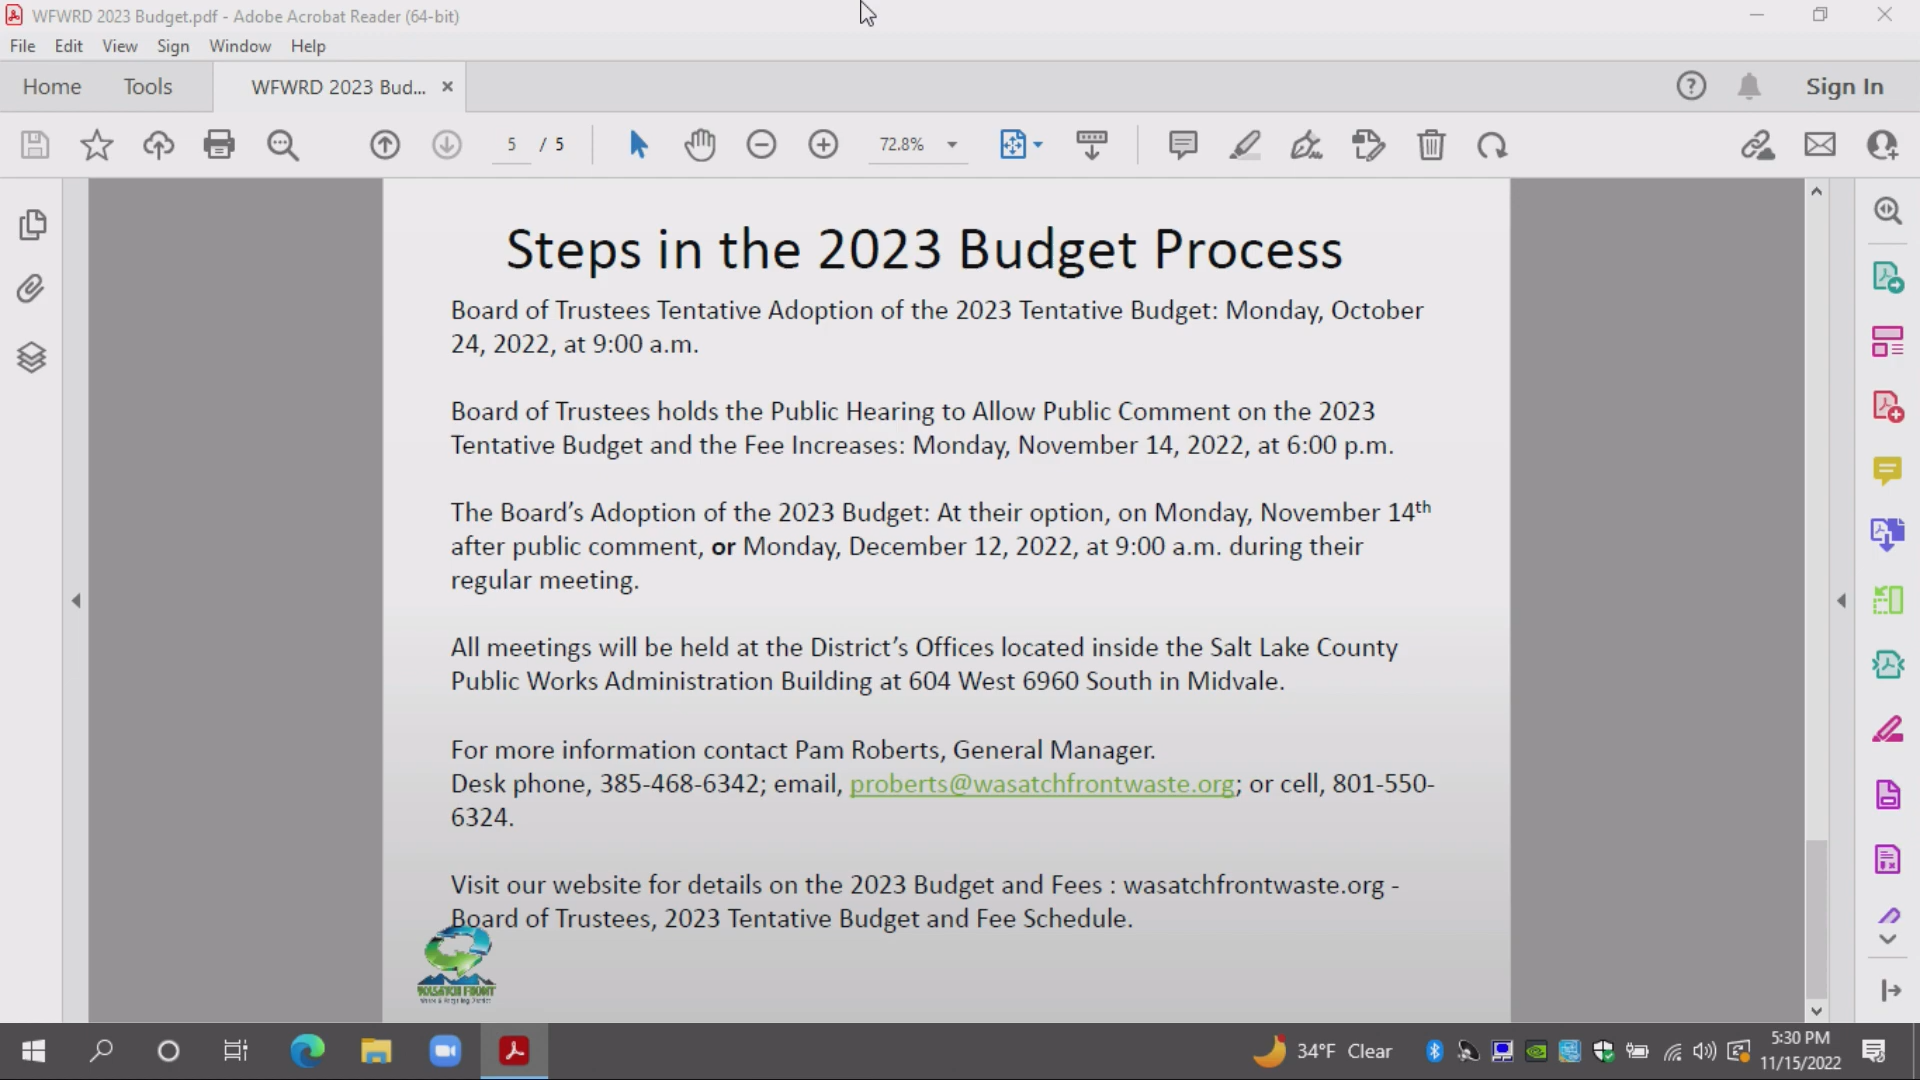 WFWRD 2023 Budget.pdf - Adobe Acrobat Reader (64-bit)
File Edit View Sign Window Help
Home Tools WFWRD 2023 Bud... Sign In
5 / 5 72.8%
Steps in the 2023 Budget Process
Board of Trustees Tentative Adoption of the 2023 Tentative Budget: Monday, October
24, 2022, at 9:00 a.m.
Board of Trustees holds the Public Hearing to Allow Public Comment on the 2023
Tentative Budget and the Fee Increases: Monday, November 14, 2022, at 6:00 p.m.
The Board’s Adoption of the 2023 Budget: At their option, on Monday, November 14th
after public comment, or Monday, December 12, 2022, at 9:00 a.m. during their
regular meeting.
All meetings will be held at the District’s Offices located inside the Salt Lake County
Public Works Administration Building at 604 West 6960 South in Midvale.
For more information contact Pam Roberts, General Manager.
Desk phone, 385-468-6342; email, proberts@wasatchfrontwaste.org; or cell, 801-550-
6324.
Visit our website for details on the 2023 Budget and Fees : wasatchfrontwaste.org -
Board of Trustees, 2023 Tentative Budget and Fee Schedule.
WASATCH FRONT
Waste & Recycling District
34°F Clear
5:30 PM
11/15/2022